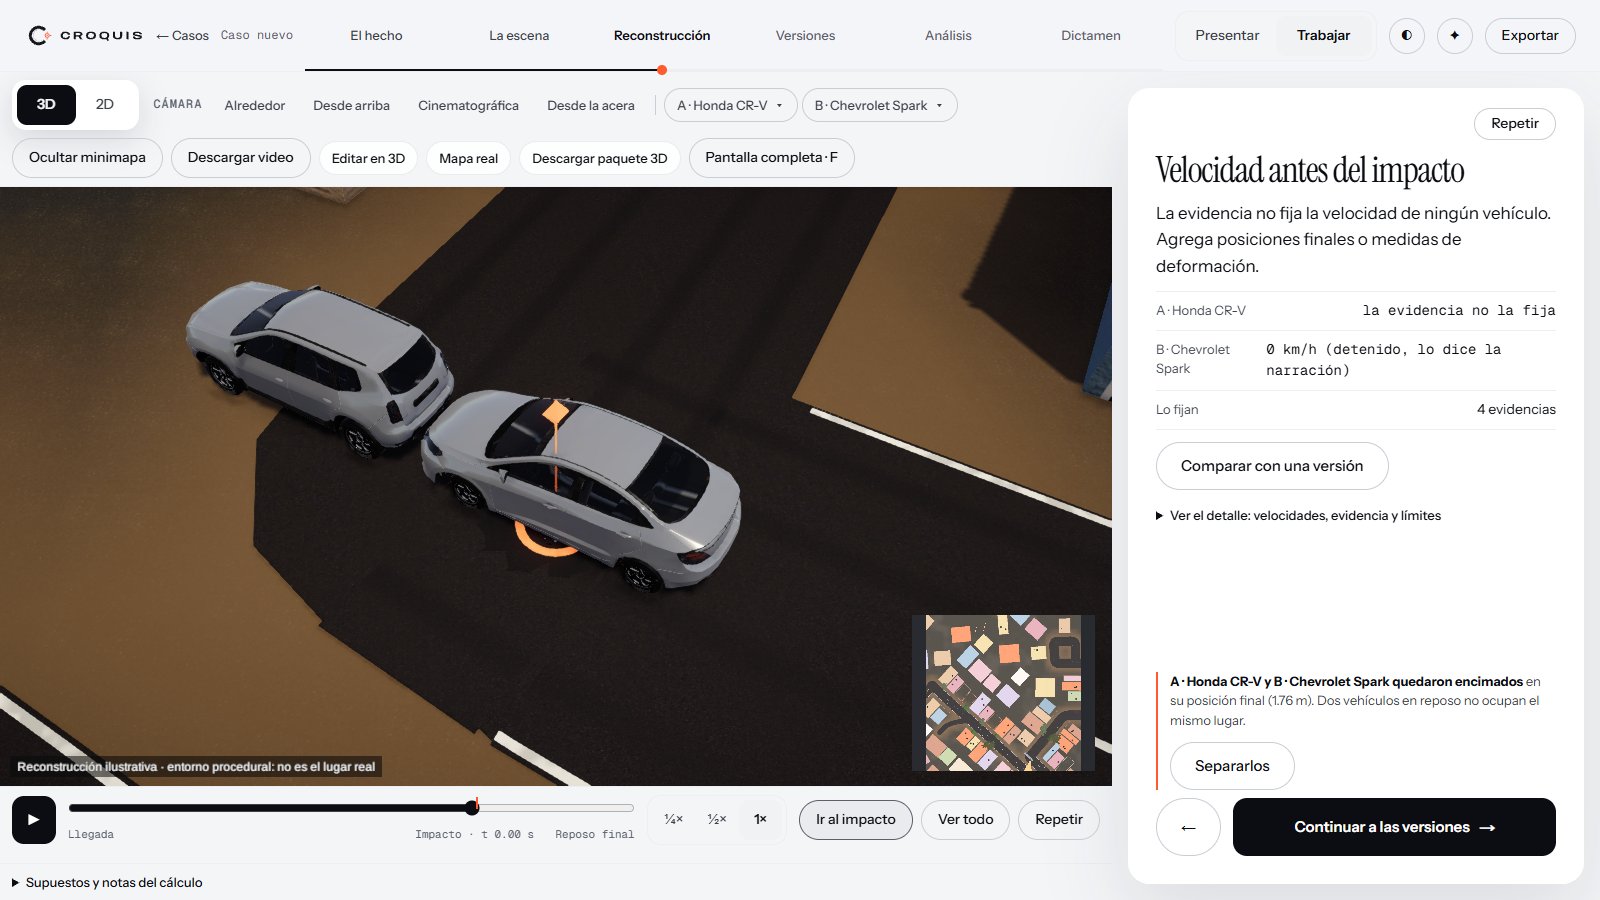 CROQUIS
← Casos
Caso nuevo
El hecho
La escena
Reconstrucción
Versiones
Análisis
Dictamen
Presentar
Trabajar
Exportar
3D
2D
CÁMARA
Alrededor
Desde arriba
Cinematográfica
Desde la acera
A · Honda CR-V
B · Chevrolet Spark
Ocultar minimapa
Descargar video
Editar en 3D
Mapa real
Descargar paquete 3D
Pantalla completa · F
Reconstrucción ilustrativa · entorno procedural: no es el lugar real
Llegada
Impacto · t 0.00 s
Reposo final
¼×
½×
1×
Ir al impacto
Ver todo
Repetir
Supuestos y notas del cálculo
Repetir
Velocidad antes del impacto
La evidencia no fija la velocidad de ningún vehículo.
Agrega posiciones finales o medidas de
deformación.
A · Honda CR-V
la evidencia no la fija
B · Chevrolet
Spark
0 km/h (detenido, lo dice la
narración)
Lo fijan
4 evidencias
Comparar con una versión
Ver el detalle: velocidades, evidencia y límites
A · Honda CR-V y B · Chevrolet Spark quedaron encimados en
su posición final (1.76 m). Dos vehículos en reposo no ocupan el
mismo lugar.
Separarlos
←
Continuar a las versiones →